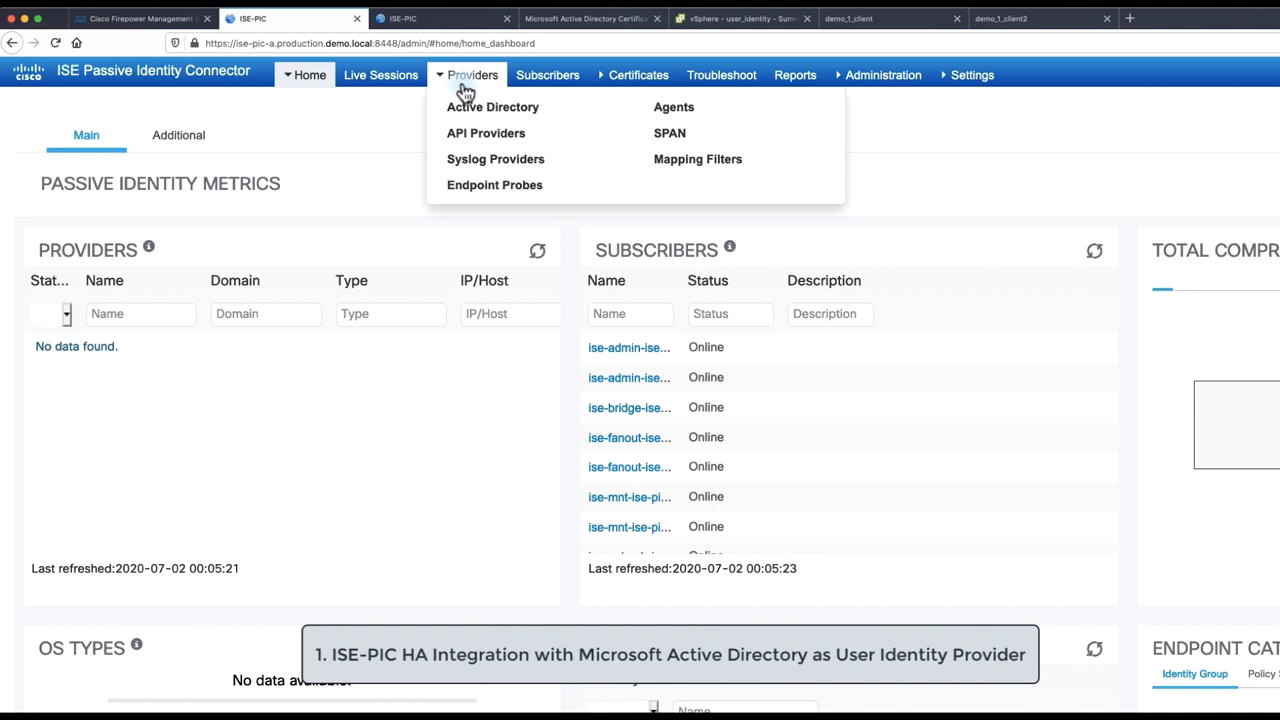 Cisco Firepower Management C
ISE-PIC
ISE-PIC
Microsoft Active Directory Certifica
vSphere - user_identity - Summ
demo_1_client
demo_1_client2
https://ise-pic-a.production.demo.local:8448/admin/#home/home_dashboard
CISCO
ISE Passive Identity Connector
Home
Live Sessions
Providers
Subscribers
Certificates
Troubleshoot
Reports
Administration
Settings
Active Directory
Agents
API Providers
SPAN
Syslog Providers
Mapping Filters
Endpoint Probes
Main
Additional
PASSIVE IDENTITY METRICS
PROVIDERS
Stat... Name Domain Type IP/Host
Name Domain Type IP/Host
No data found.
Last refreshed:2020-07-02 00:05:21
SUBSCRIBERS
Name Status Description
Name Status Description
ise-admin-ise... Online
ise-admin-ise... Online
ise-bridge-ise... Online
ise-fanout-ise... Online
ise-fanout-ise... Online
ise-mnt-ise-pi... Online
ise-mnt-ise-pi... Online
Last refreshed:2020-07-02 00:05:23
TOTAL COMPR
OS TYPES
No data available.
1. ISE-PIC HA Integration with Microsoft Active Directory as User Identity Provider
Name
ENDPOINT CAT
Identity Group
Policy S